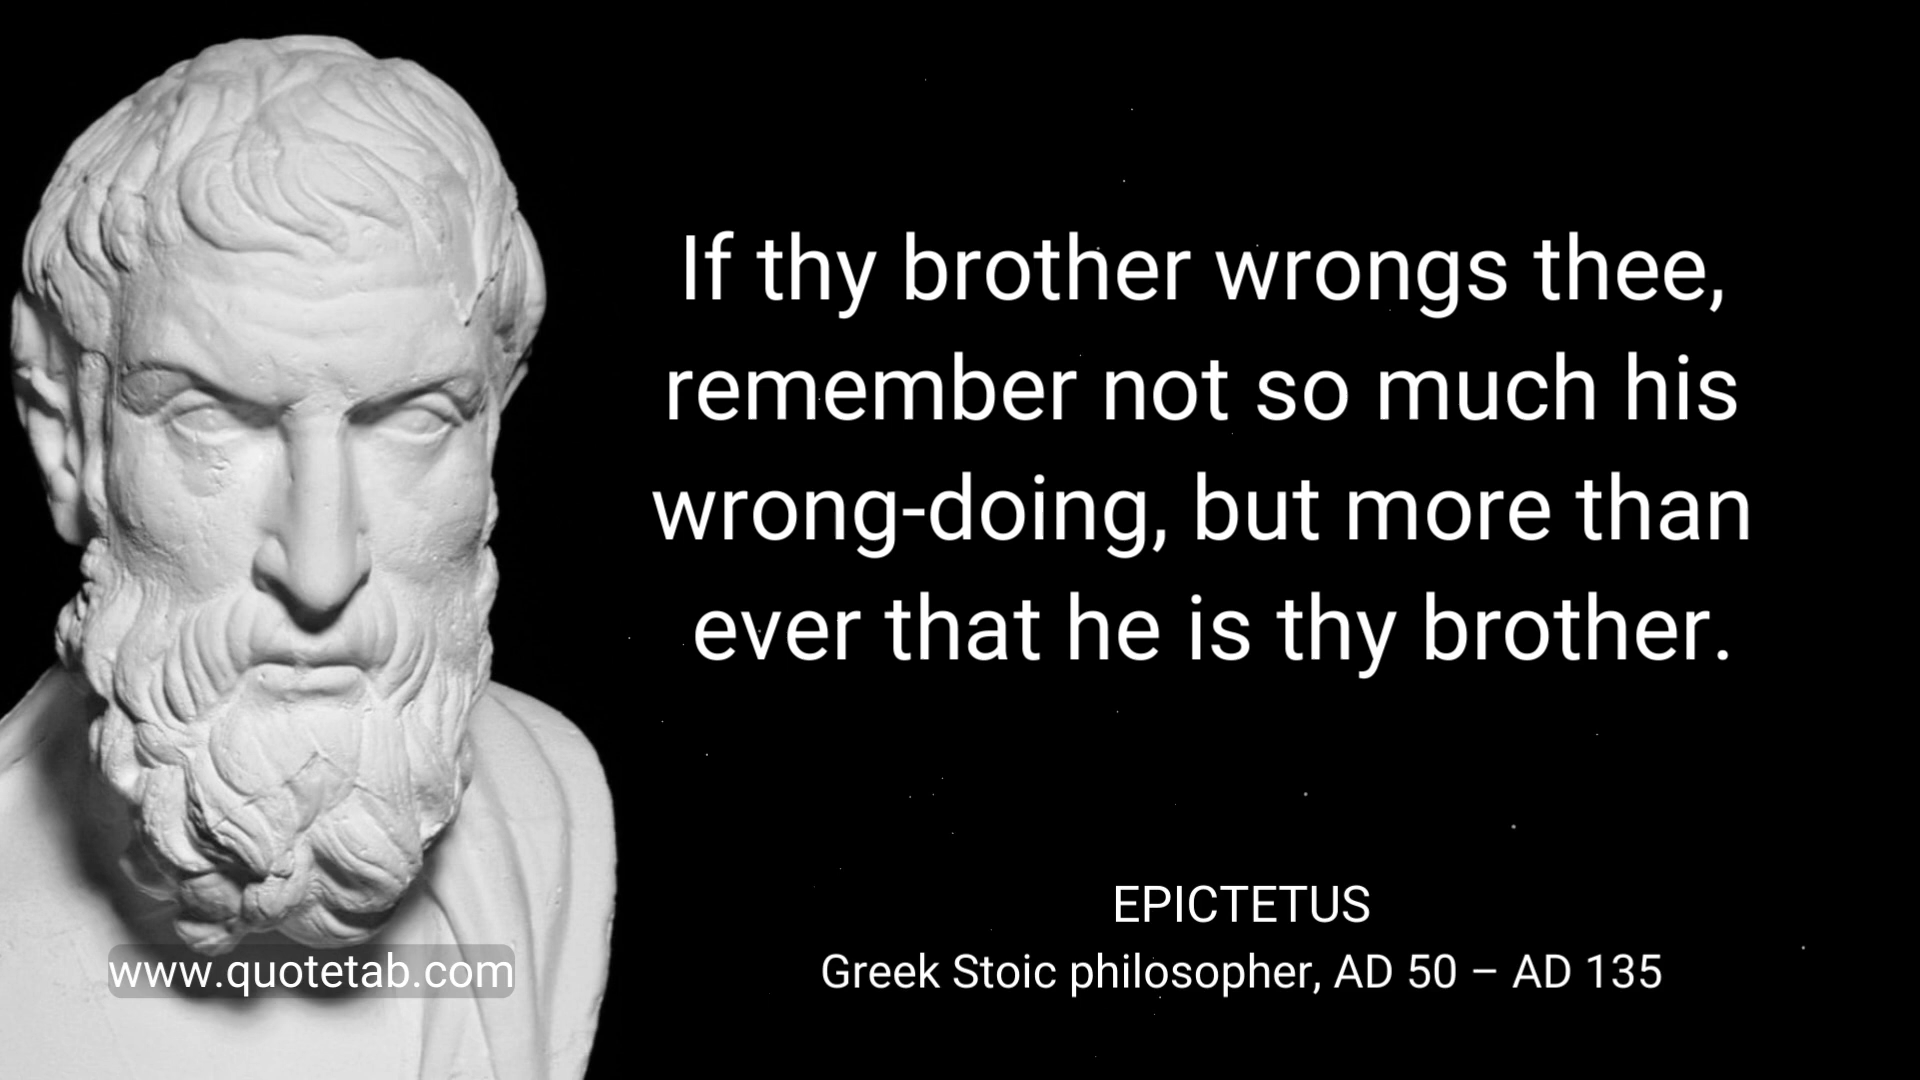 If thy brother wrongs thee,
remember not so much his
wrong-doing, but more than
ever that he is thy brother.
EPICTETUS
Greek Stoic philosopher, AD 50 – AD 135
www.quotetab.com